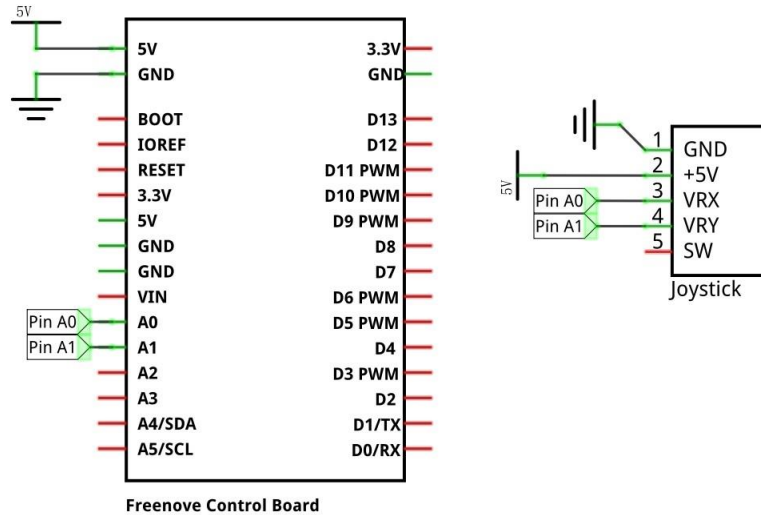 5V
5V
GND
BOOT
IOREF
RESET
3.3V
5V
GND
GND
VIN
A0
A1
A2
A3
A4/SDA
A5/SCL
Pin A0
Pin A1
3.3V
GND
D13
D12
D11 PWM
D10 PWM
D9 PWM
D8
D7
D6 PWM
D5 PWM
D4
D3 PWM
D2
D1/TX
D0/RX
Freenove Control Board
5V
Pin A0
Pin A1
1 GND
2 +5V
3 VRX
4 VRY
5 SW
Joystick